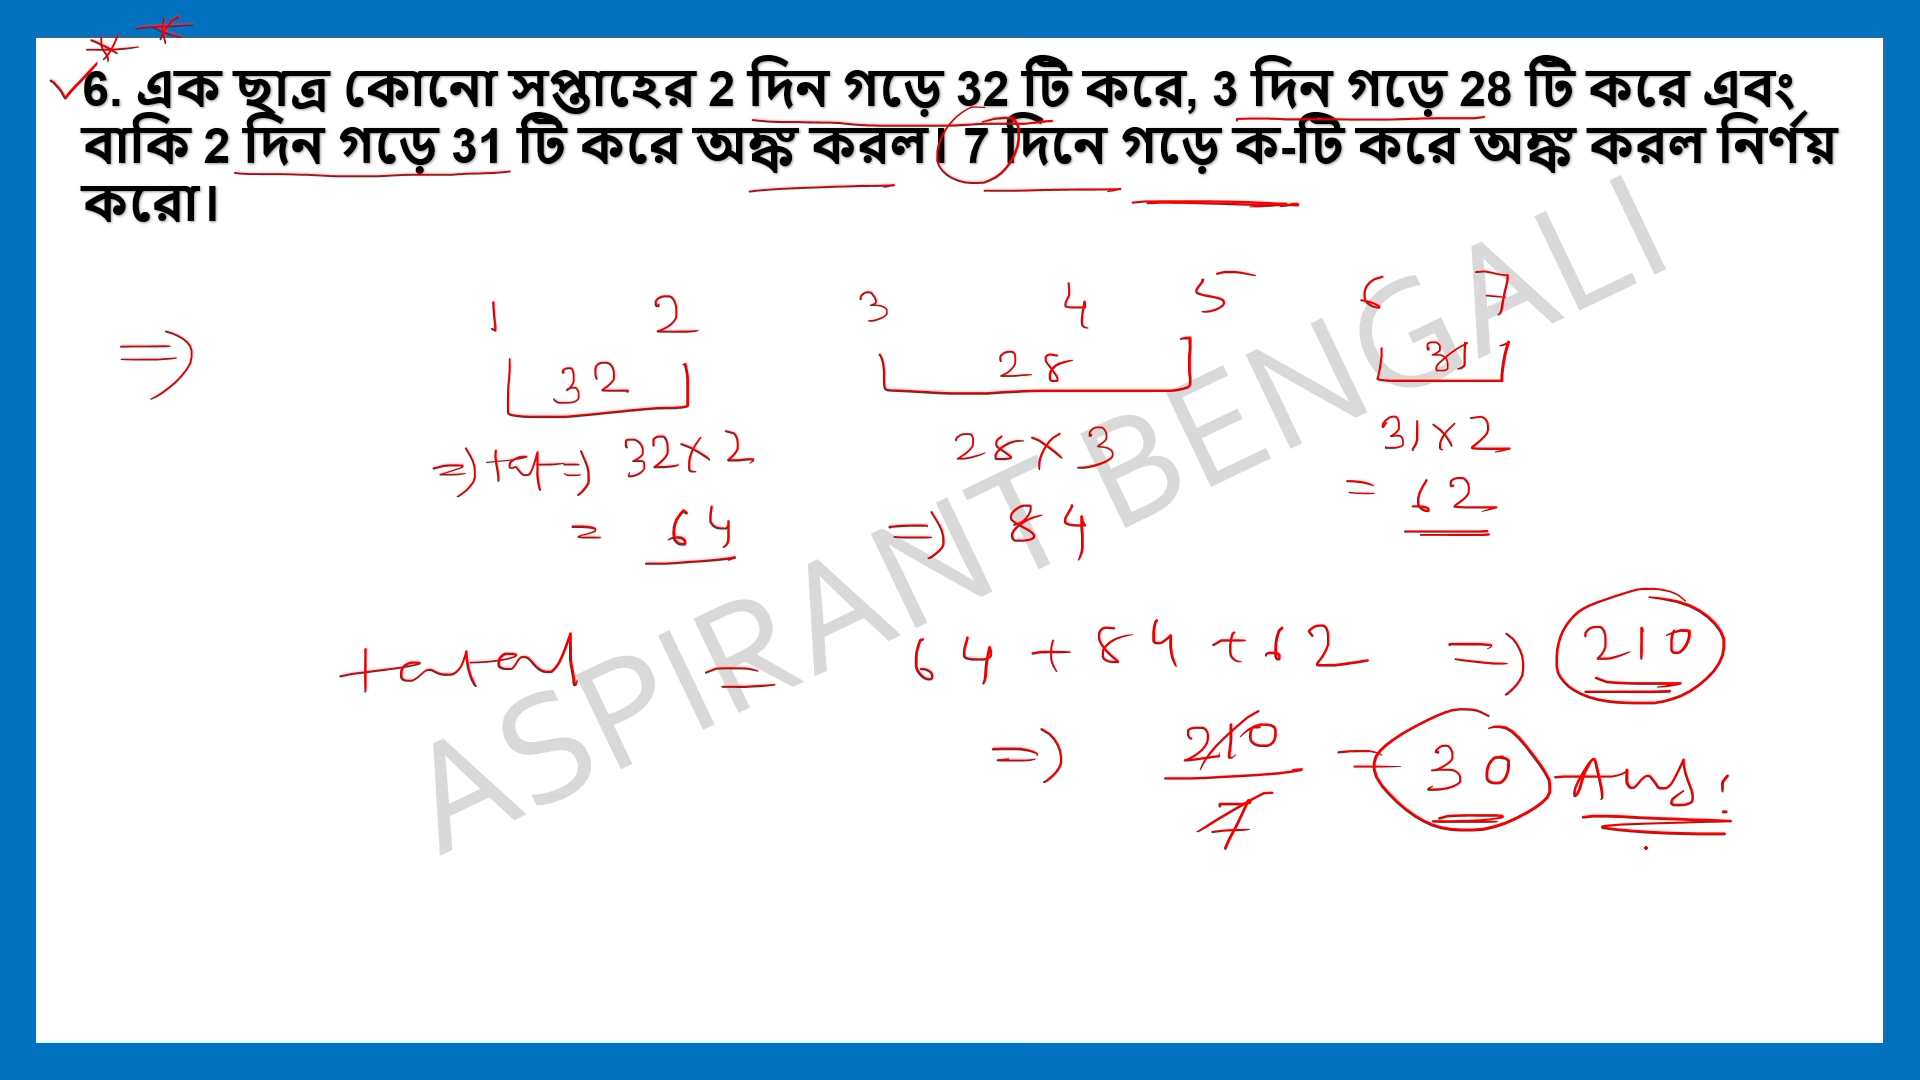 6. এক ছাত্র কোনো সপ্তাহের 2 দিন গড়ে 32 টি করে, 3 দিন গড়ে 28 টি করে এবং
বাকি 2 দিন গড়ে 31 টি করে অঙ্ক করল। 7 দিনে গড়ে ক-টি করে অঙ্ক করল নির্ণয়
করো।
1 2 3 4 5 6 7
⇒ 32 28 31
⇒ tot ⇒ 32×2 28×3 31×2
= 64 ⇒ 84 = 62
total = 64 + 84 + 62 ⇒ 210
⇒ 210/7 = 30 Ans:
ASPIRANT BENGALI